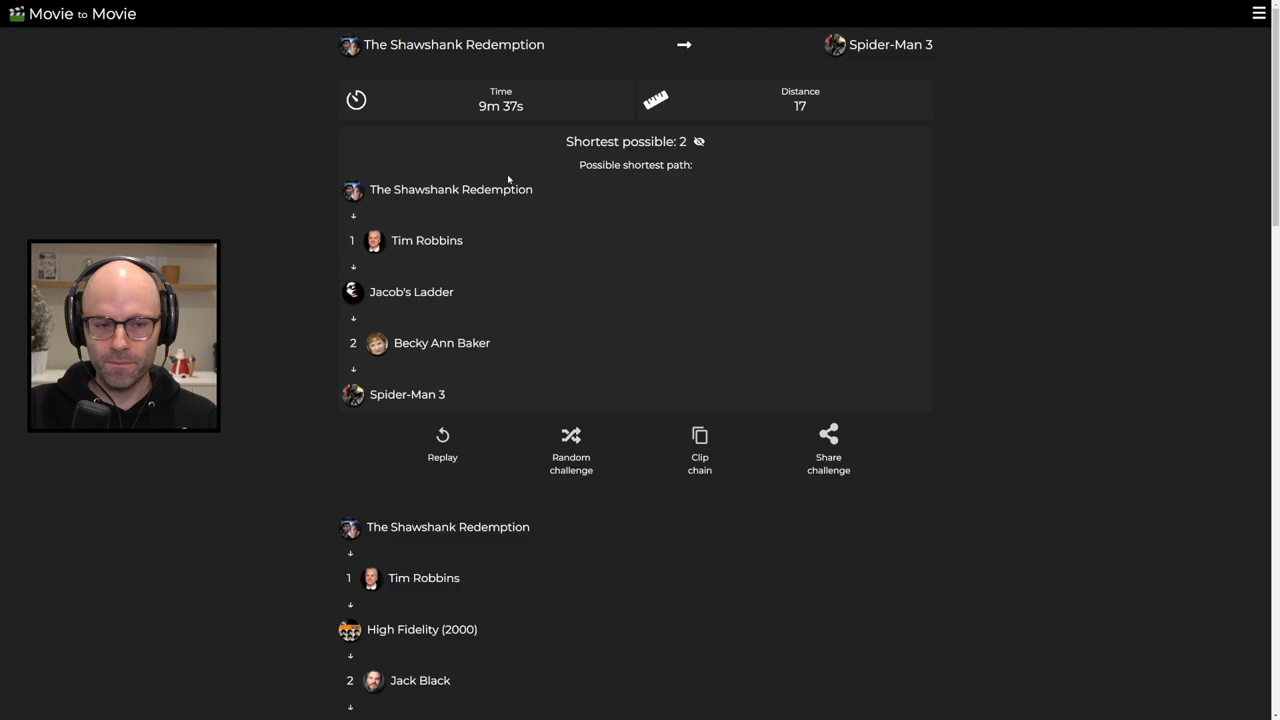 Movie to Movie
The Shawshank Redemption
Spider-Man 3
Time
9m 37s
Distance
17
Shortest possible: 2
Possible shortest path:
The Shawshank Redemption
1 Tim Robbins
Jacob's Ladder
2 Becky Ann Baker
Spider-Man 3
Replay
Random
challenge
Clip
chain
Share
challenge
The Shawshank Redemption
1 Tim Robbins
High Fidelity (2000)
2 Jack Black